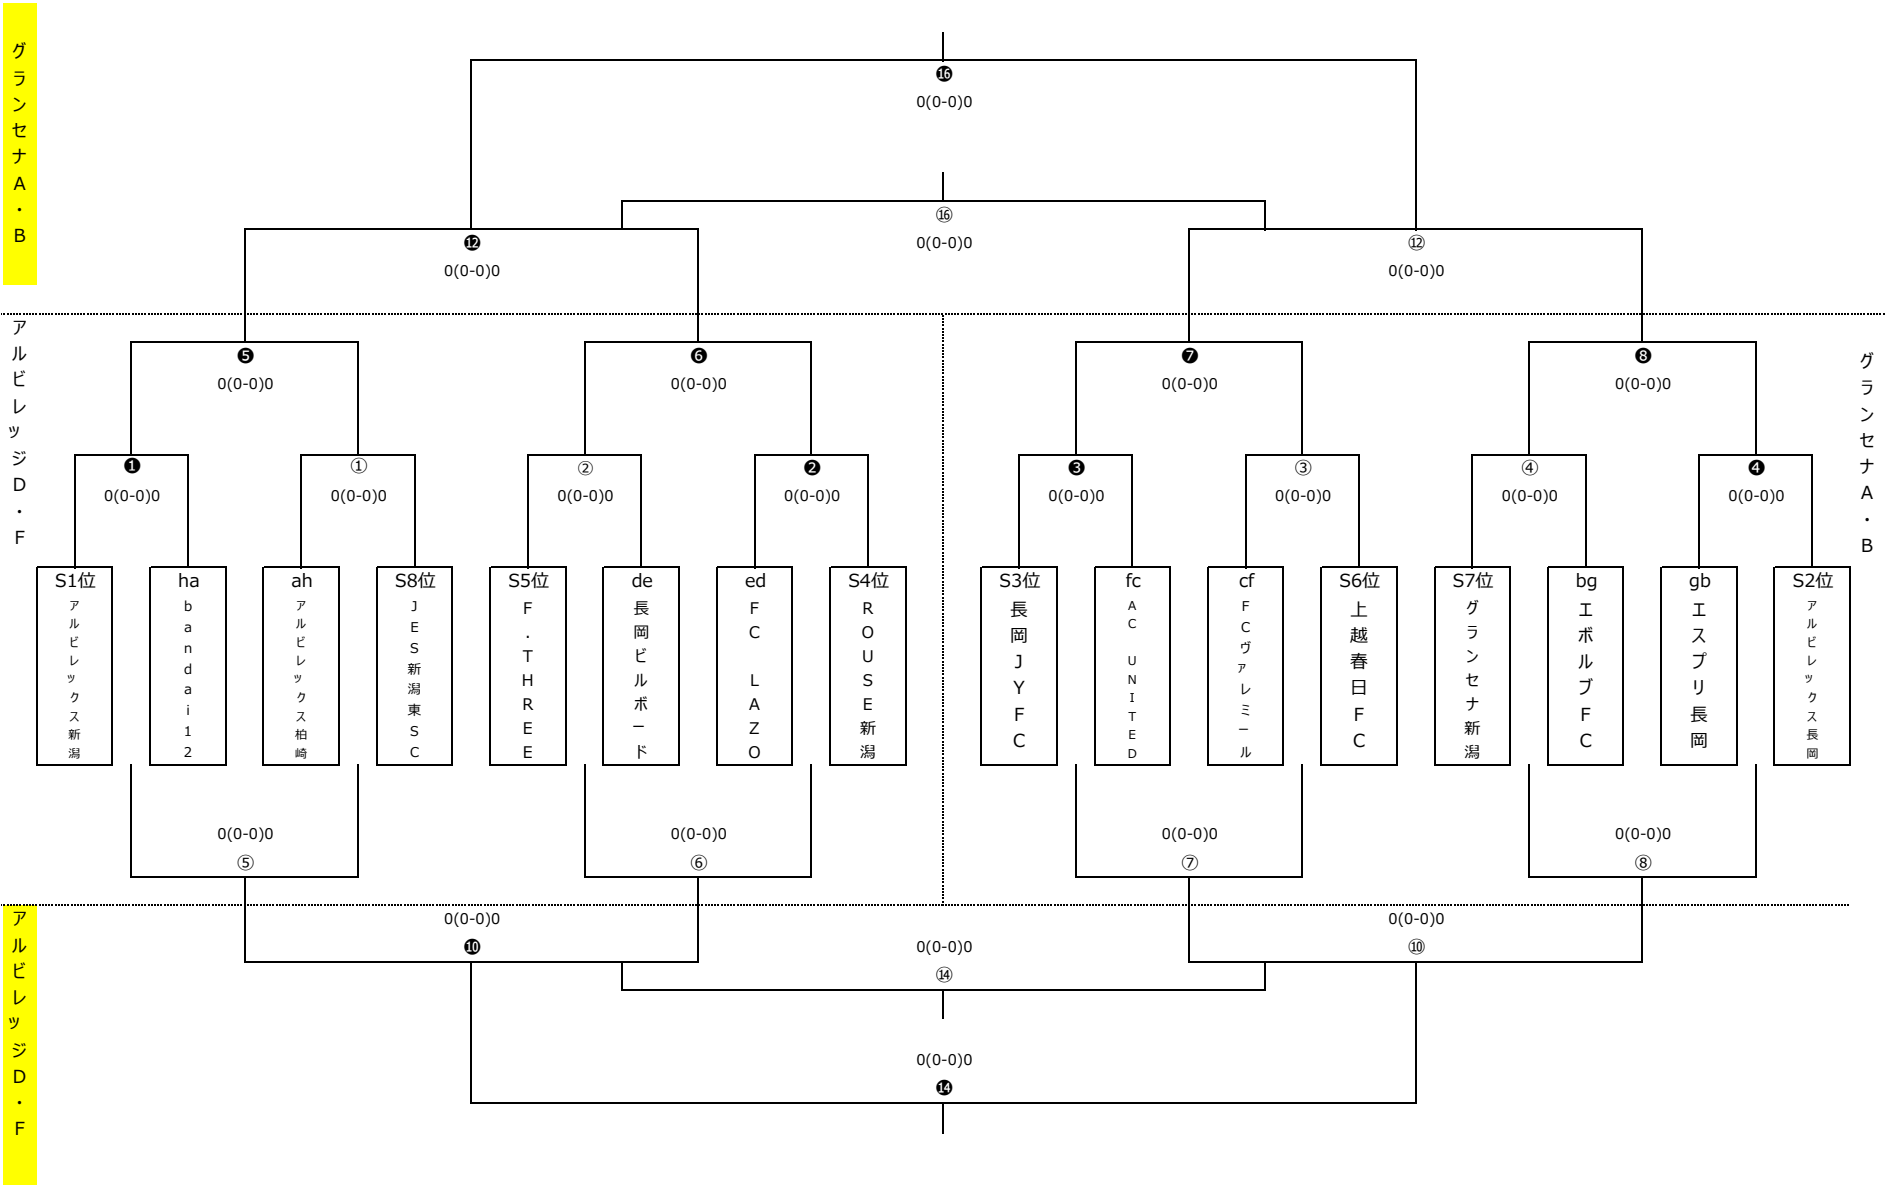 グランセナA・B
⓰
0(0-0)0
⑯
0(0-0)0
⓬
0(0-0)0
⑫
0(0-0)0
アルビレッジD・F
グランセナA・B
❺
0(0-0)0
❻
0(0-0)0
❼
0(0-0)0
❽
0(0-0)0
❶
0(0-0)0
①
0(0-0)0
②
0(0-0)0
❷
0(0-0)0
❸
0(0-0)0
③
0(0-0)0
④
0(0-0)0
❹
0(0-0)0
S1位
アルビレックス新潟
ha
bandai12
ah
アルビレックス柏崎
S8位
JES新潟東SC
S5位
F.THREE
de
長岡ビルボード
ed
FC LAZO
S4位
ROUSE新潟
S3位
長岡JYFC
fc
AC UNITED
cf
FCヴァレミール
S6位
上越春日FC
S7位
グランセナ新潟
bg
エボルブFC
gb
エスプリ長岡
S2位
アルビレックス長岡
0(0-0)0
⑤
0(0-0)0
⑥
0(0-0)0
⑦
0(0-0)0
⑧
アルビレッジD・F
0(0-0)0
❿
0(0-0)0
⑩
0(0-0)0
⑭
0(0-0)0
⓮